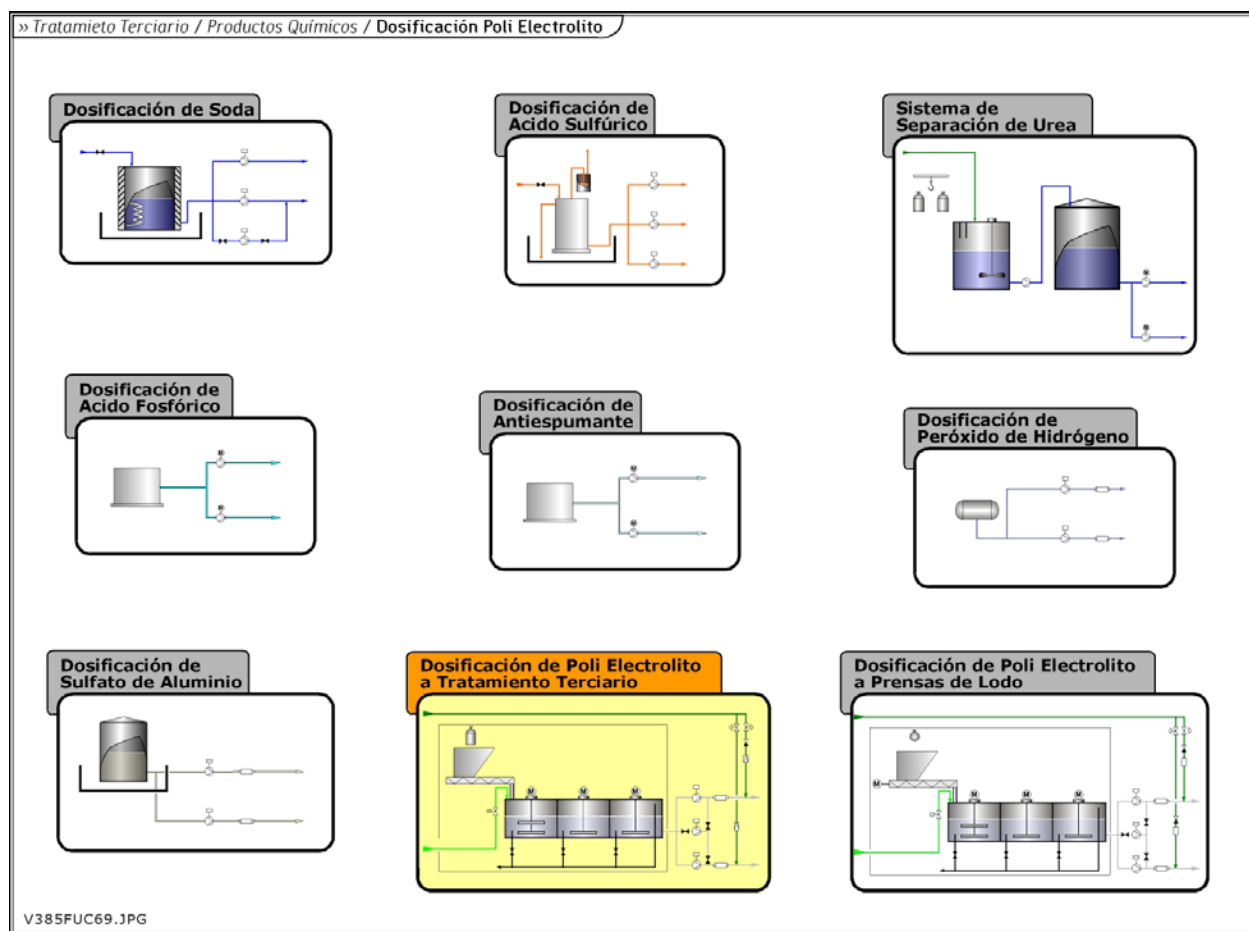 » Tratamieto Terciario / Productos Químicos / Dosificación Poli Electrolito
Dosificación de Soda
Dosificación de
Acido Sulfúrico
Sistema de
Separación de Urea
M
M
Dosificación de
Acido Fosfórico
M
M
Dosificación de
Antiespumante
M
M
Dosificación de
Peróxido de Hidrógeno
Dosificación de
Sulfato de Aluminio
Dosificación de Poli Electrolito
a Tratamiento Terciario
M
M
M
Dosificación de Poli Electrolito
a Prensas de Lodo
M
M
M
M
V385FUC69.JPG